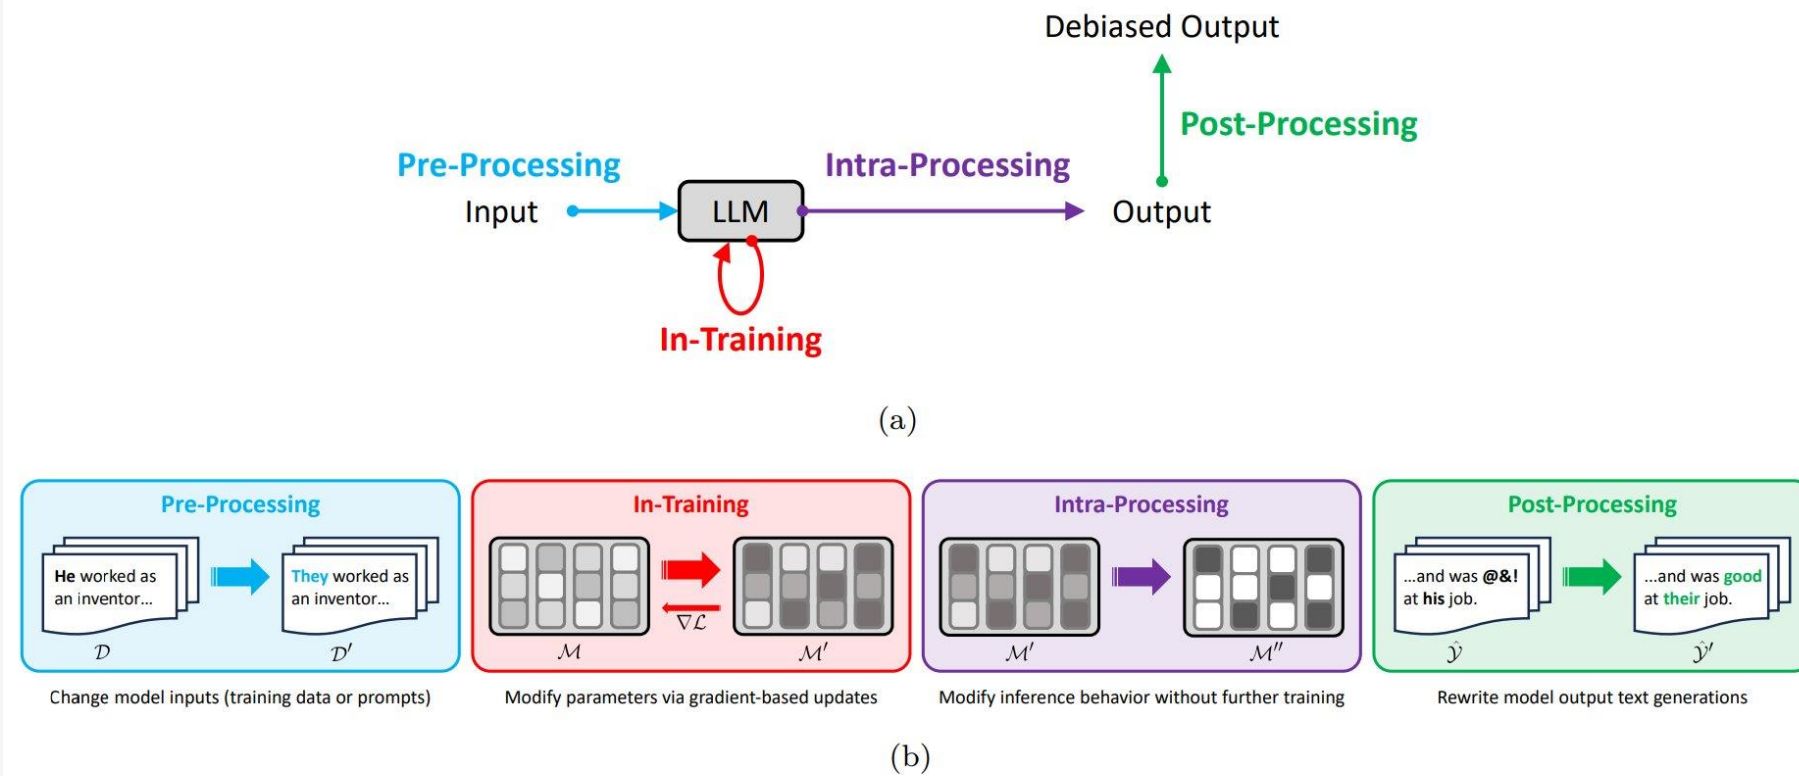 Debiased Output
Post-Processing
Pre-Processing
Intra-Processing
Input
LLM
Output
In-Training
(a)
Pre-Processing
He worked as
an inventor...
They worked as
an inventor...
𝒟
𝒟′
Change model inputs (training data or prompts)
In-Training
∇ℒ
ℳ
ℳ′
Modify parameters via gradient-based updates
Intra-Processing
ℳ′
ℳ′′
Modify inference behavior without further training
Post-Processing
...and was @&!
at his job.
...and was good
at their job.
𝒴̂
𝒴̂′
Rewrite model output text generations
(b)